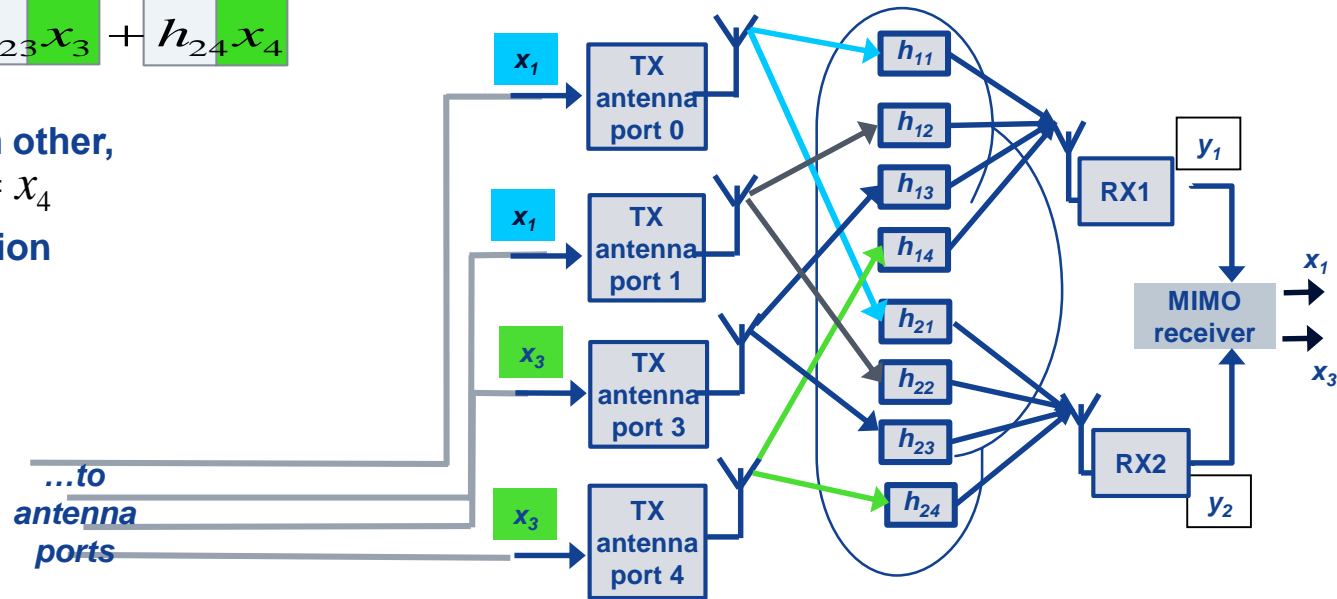 ₂₃x₃ + h₂₄x₄
other,
x₄
x₁
TX
antenna
port 0
x₁
TX
antenna
port 1
x₃
TX
antenna
port 3
x₃
TX
antenna
port 4
…to
antenna
ports
h₁₁
h₁₂
h₁₃
h₁₄
h₂₁
h₂₂
h₂₃
h₂₄
RX1
y₁
RX2
y₂
MIMO
receiver
x₁
x₃